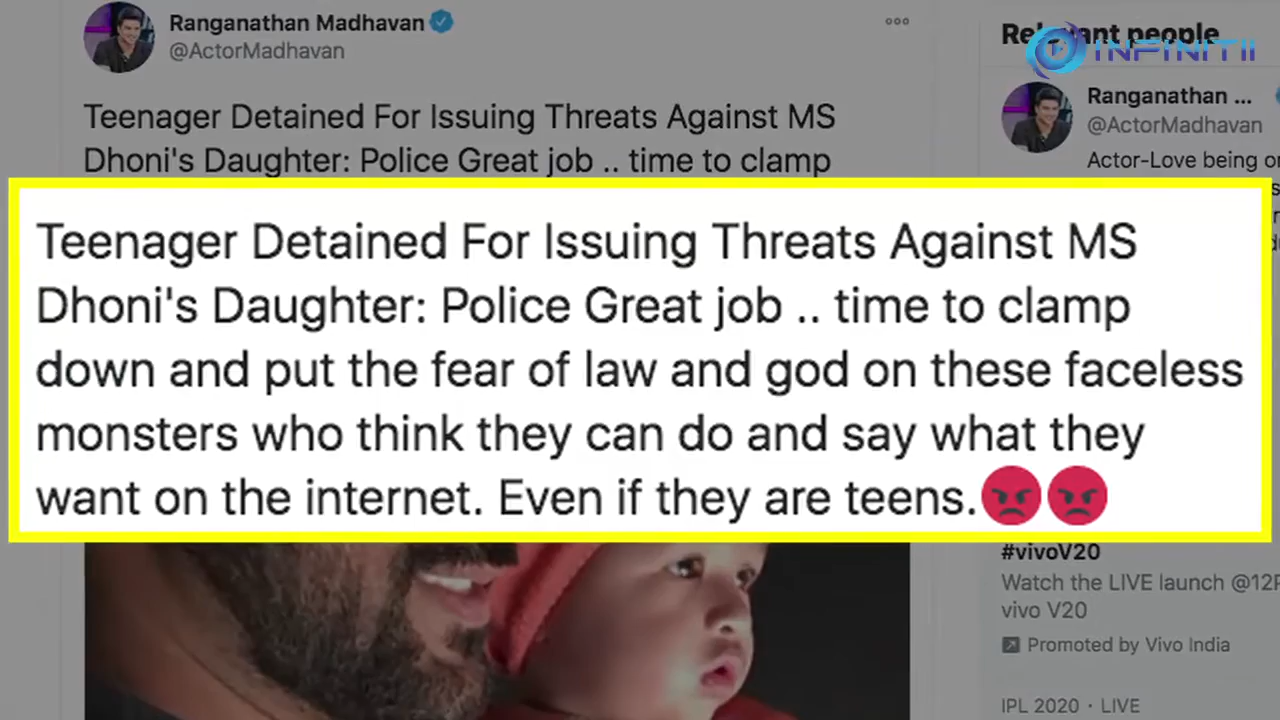 Ranganathan Madhavan
@ActorMadhavan
Teenager Detained For Issuing Threats Against MS
Dhoni's Daughter: Police Great job .. time to clamp
Teenager Detained For Issuing Threats Against MS
Dhoni's Daughter: Police Great job .. time to clamp
down and put the fear of law and god on these faceless
monsters who think they can do and say what they
want on the internet. Even if they are teens.😡😡
Relevant people
INFINITII
Ranganathan ...
@ActorMadhavan
Actor-Love being
#vivoV20
Watch the LIVE launch
vivo V20
Promoted by Vivo India
IPL 2020 · LIVE